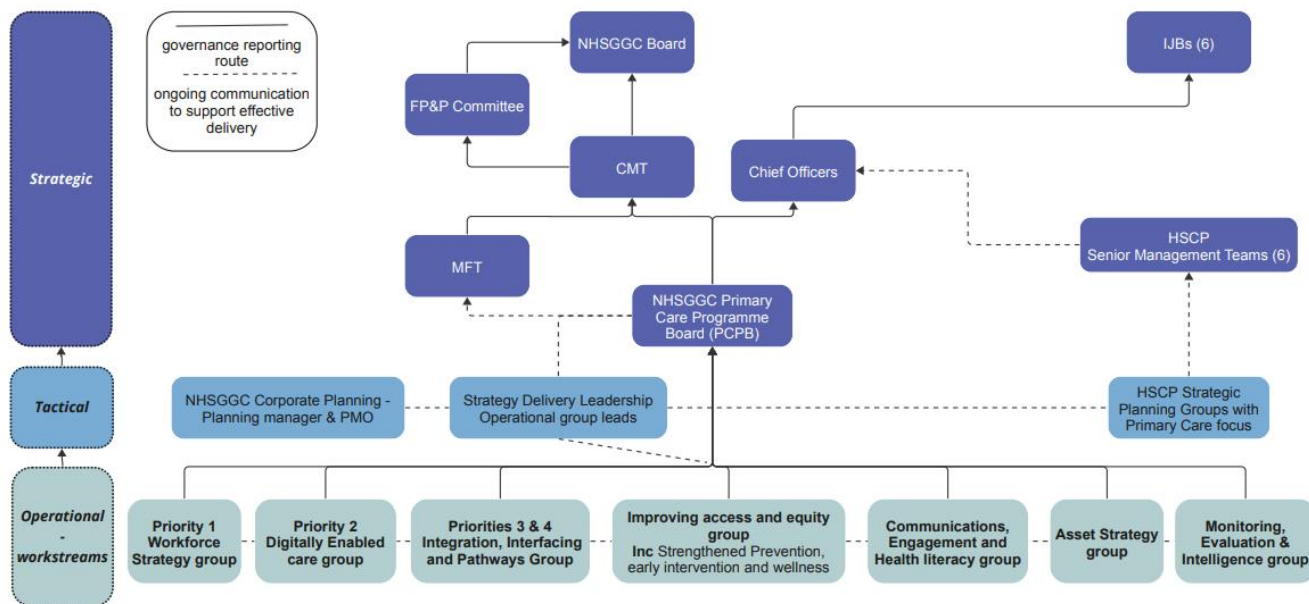 governance reporting
route
ongoing communication
to support effective
delivery
Strategic
NHSGGC Board
IJBs (6)
FP&P Committee
CMT
Chief Officers
MFT
HSCP
Senior Management Teams (6)
NHSGGC Primary
Care Programme
Board (PCPB)
Tactical
NHSGGC Corporate Planning -
Planning manager & PMO
Strategy Delivery Leadership
Operational group leads
HSCP Strategic
Planning Groups with
Primary Care focus
Operational
-
workstreams
Priority 1
Workforce
Strategy group
Priority 2
Digitally Enabled
care group
Priorities 3 & 4
Integration, Interfacing
and Pathways Group
Improving access and equity
group
Inc Strengthened Prevention,
early intervention and wellness
Communications,
Engagement and
Health literacy group
Asset Strategy
group
Monitoring,
Evaluation &
Intelligence group